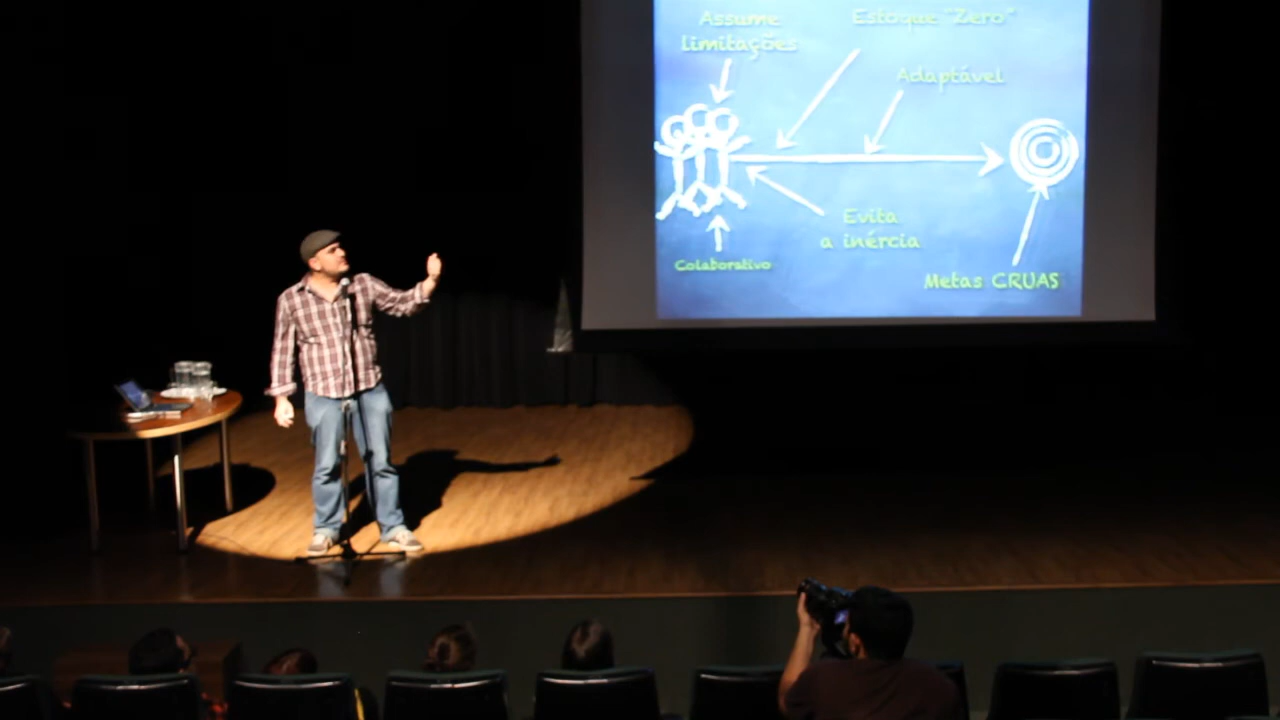 Assume
limitações
Estoque "Zero"
Adaptável
Evita
a inércia
Colaborativo
Metas CRUAS